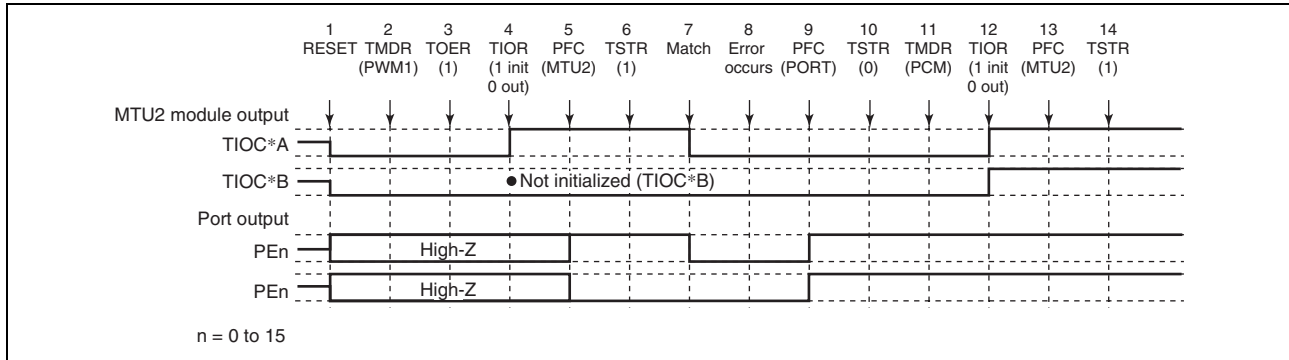 1 2 3 4 5 6 7 8 9 10 11 12 13 14
RESET TMDR TOER TIOR PFC TSTR Match Error PFC TSTR TMDR TIOR PFC TSTR
(PWM1) (1) (1 init (MTU2) (1) occurs (PORT) (0) (PCM) (1 init (MTU2) (1)
0 out) 0 out)
MTU2 module output
TIOC*A
TIOC*B ● Not initialized (TIOC*B)
Port output
PEn High-Z
PEn High-Z
n = 0 to 15